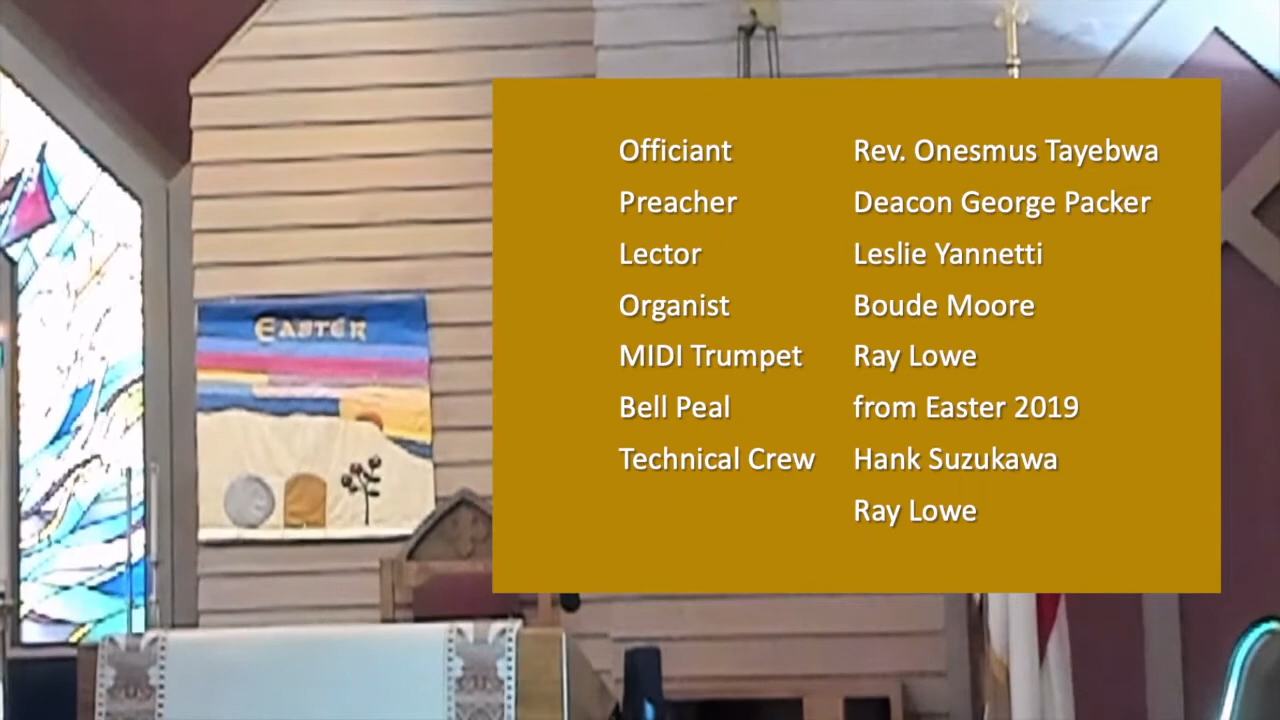 EASTER
Officiant Rev. Onesmus Tayebwa
Preacher Deacon George Packer
Lector Leslie Yannetti
Organist Boude Moore
MIDI Trumpet Ray Lowe
Bell Peal from Easter 2019
Technical Crew Hank Suzukawa
Ray Lowe